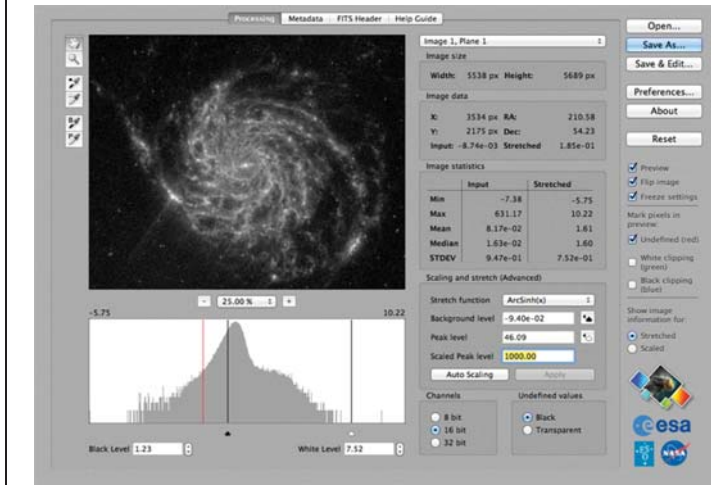 Processing Metadata FITS Header Help Guide
Open...
Save As...
Save & Edit...
Preferences...
About
Reset
Preview
Flip image
Freeze settings
Mark pixels in
preview:
Undefined (red)
White clipping
(green)
Black clipping
(blue)
Show image
information for:
Stretched
Scaled
Image 1, Plane 1
Image size
Width: 5538 px Height: 5689 px
Image data
X: 3534 px RA: 210.58
Y: 2175 px Dec: 54.23
Input: -8.74e-03 Stretched 1.85e-01
Image statistics
Input Stretched
Min -7.38 -5.75
Max 631.17 10.22
Mean 8.17e-02 1.61
Median 1.63e-02 1.60
STDEV 9.47e-01 7.52e-01
Scaling and stretch (Advanced)
Stretch function ArcSinh(x)
Background level -9.40e-02
Peak level 46.09
Scaled Peak level 1000.00
Auto Scaling Apply
Channels Undefined values
8 bit Black
16 bit Transparent
32 bit
- 25.00 % +
-5.75 10.22
Black Level 1.23 White Level 7.52
esa
NASA